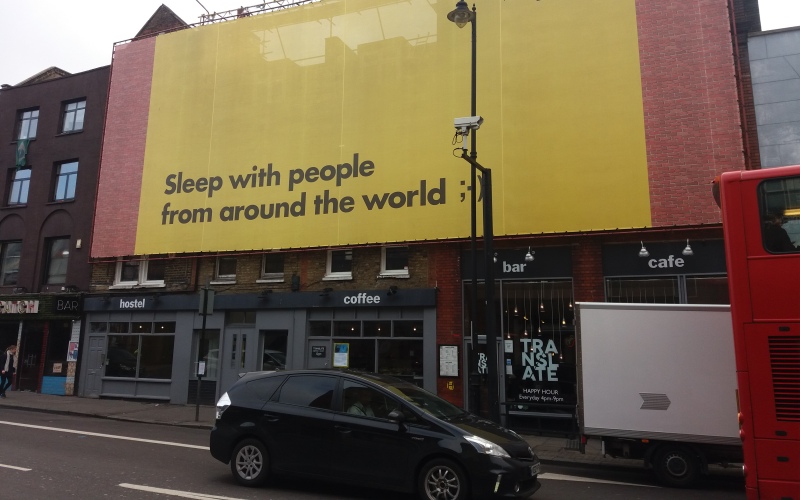 Sleep with people
from around the world ;-)
hostel
coffee
bar
cafe
BAR
TRA
NSL
ATE
HAPPY HOUR
Everyday 4pm-9pm